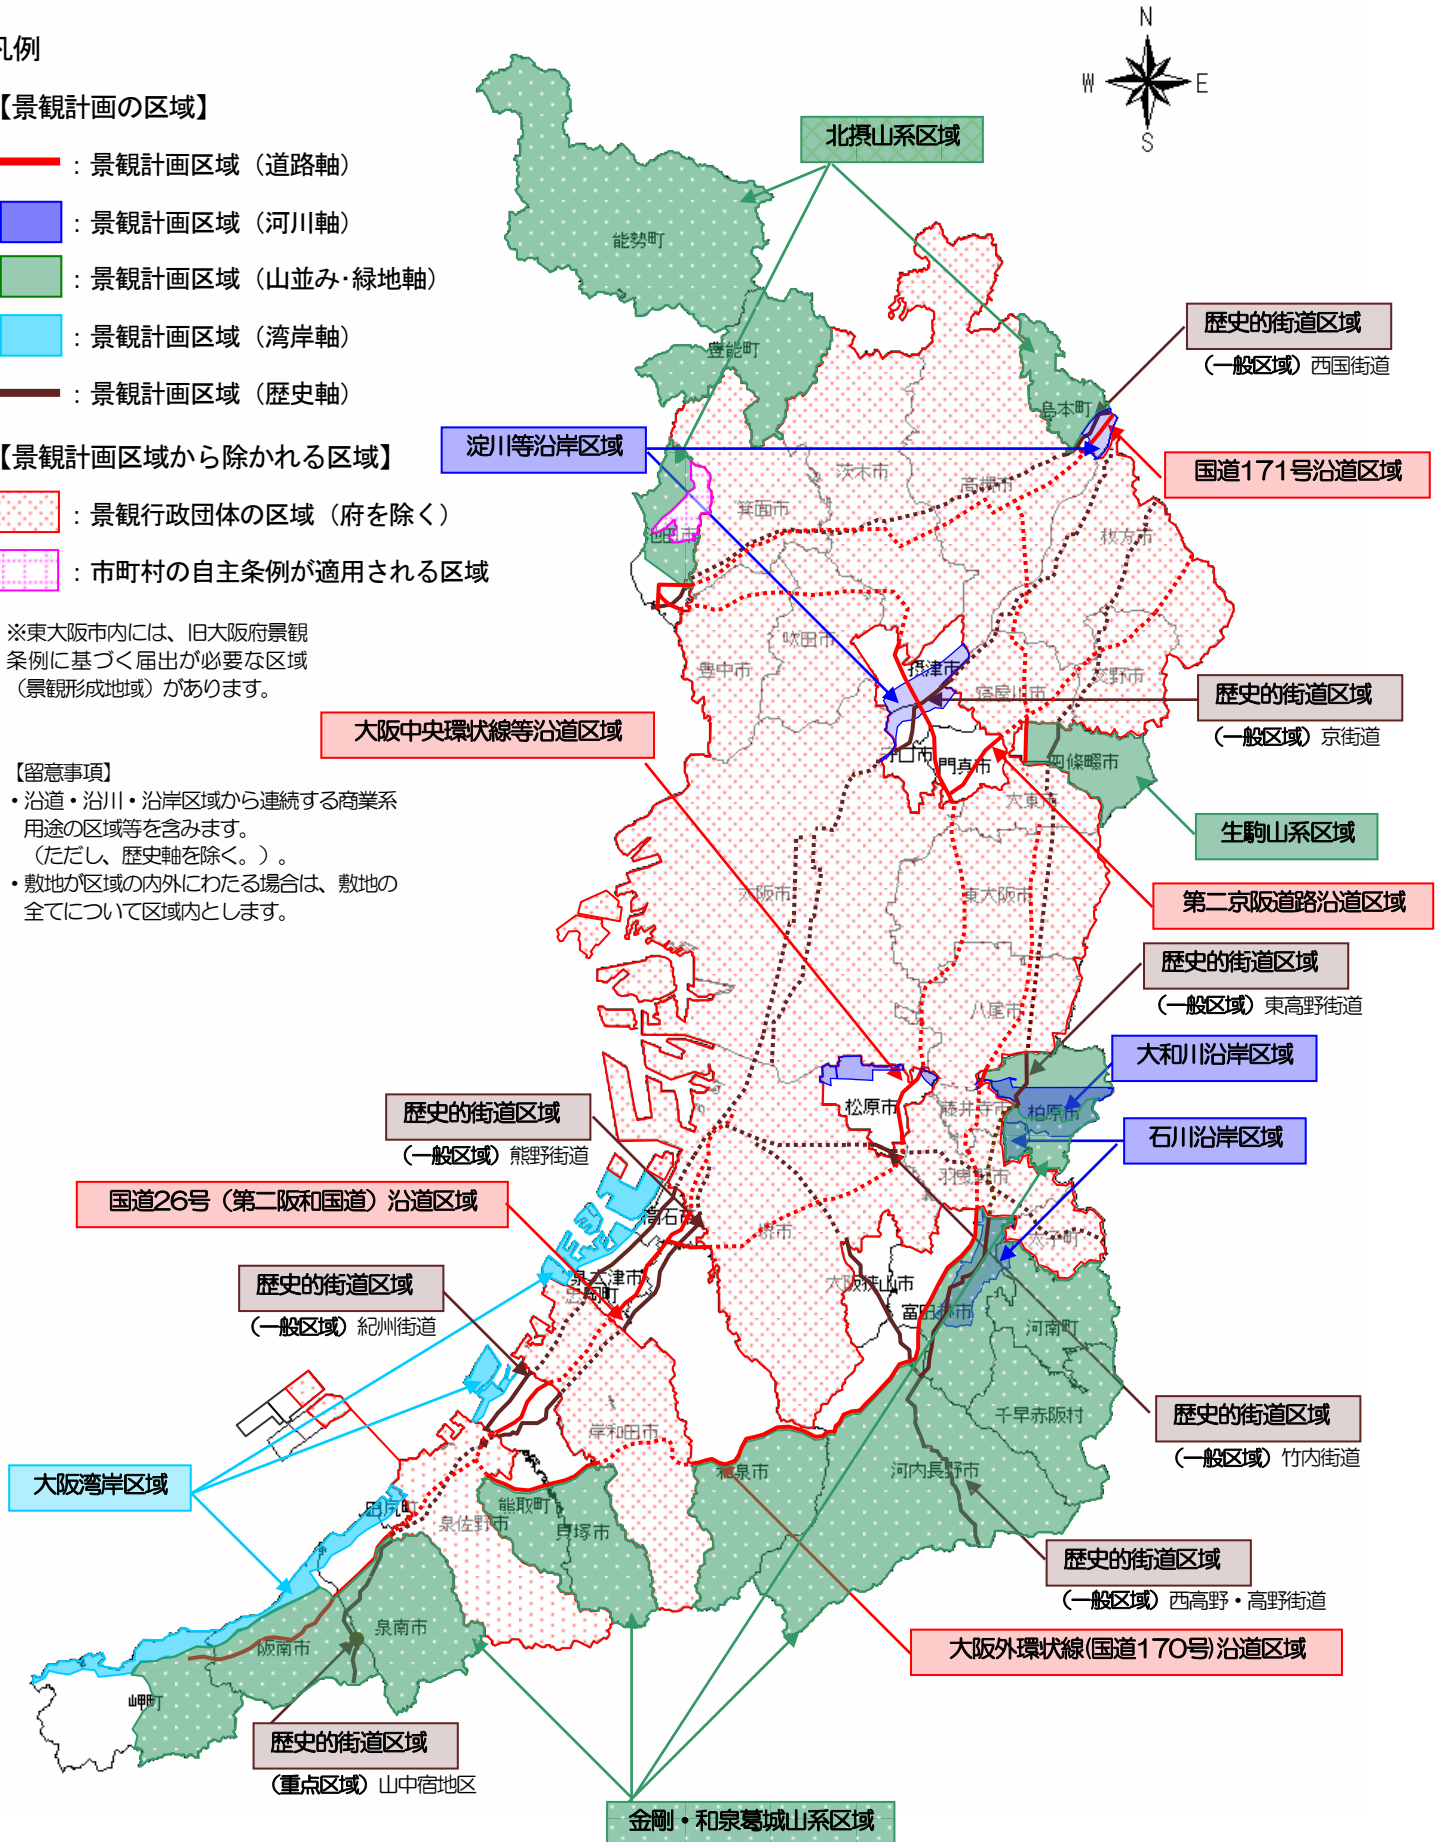 凡例
【景観計画の区域】
：景観計画区域（道路軸）
：景観計画区域（河川軸）
：景観計画区域（山並み･緑地軸）
：景観計画区域（湾岸軸）
：景観計画区域（歴史軸）
【景観計画区域から除かれる区域】
：景観行政団体の区域（府を除く）
：市町村の自主条例が適用される区域
※東大阪市内には、旧大阪府景観
条例に基づく届出が必要な区域
（景観形成地域）があります。
【留意事項】
・沿道・沿川・沿岸区域から連続する商業系
用途の区域等を含みます。
（ただし、歴史軸を除く。）。
・敷地が区域の内外にわたる場合は、敷地の
全てについて区域内とします。
N
W
E
S
北摂山系区域
能勢町
豊能町
歴史的街道区域
（一般区域）西国街道
島本町
淀川等沿岸区域
国道171号沿道区域
茨木市
高槻市
箕面市
池田市
枚方市
吹田市
豊中市
摂津市
寝屋川市
交野市
歴史的街道区域
（一般区域）京街道
大阪中央環状線等沿道区域
守口市
門真市
四條畷市
大東市
生駒山系区域
大阪市
東大阪市
第二京阪道路沿道区域
歴史的街道区域
（一般区域）東高野街道
八尾市
大和川沿岸区域
松原市
藤井寺市
柏原市
歴史的街道区域
（一般区域）熊野街道
石川沿岸区域
羽曳野市
国道26号（第二阪和国道）沿道区域
高石市
堺市
太子町
歴史的街道区域
（一般区域）紀州街道
泉大津市
忠岡町
大阪狭山市
富田林市
河南町
千早赤阪村
歴史的街道区域
（一般区域）竹内街道
岸和田市
和泉市
河内長野市
大阪湾岸区域
田尻町
泉佐野市
熊取町
貝塚市
歴史的街道区域
（一般区域）西高野・高野街道
大阪外環状線(国道170号)沿道区域
阪南市
泉南市
岬町
歴史的街道区域
（重点区域）山中宿地区
金剛・和泉葛城山系区域